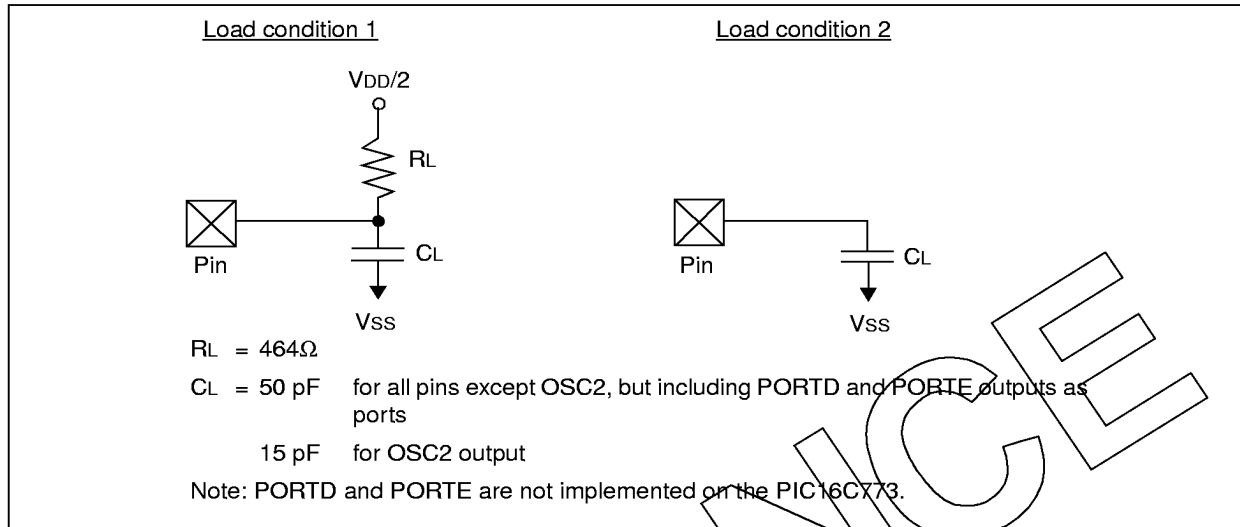 Load condition 1
Load condition 2
VDD/2
RL
CL
Pin
VSS
CL
Pin
VSS
RL = 464Ω
CL = 50 pF for all pins except OSC2, but including PORTD and PORTE outputs as
ports
15 pF for OSC2 output
Note: PORTD and PORTE are not implemented on the PIC16C773.
NCE